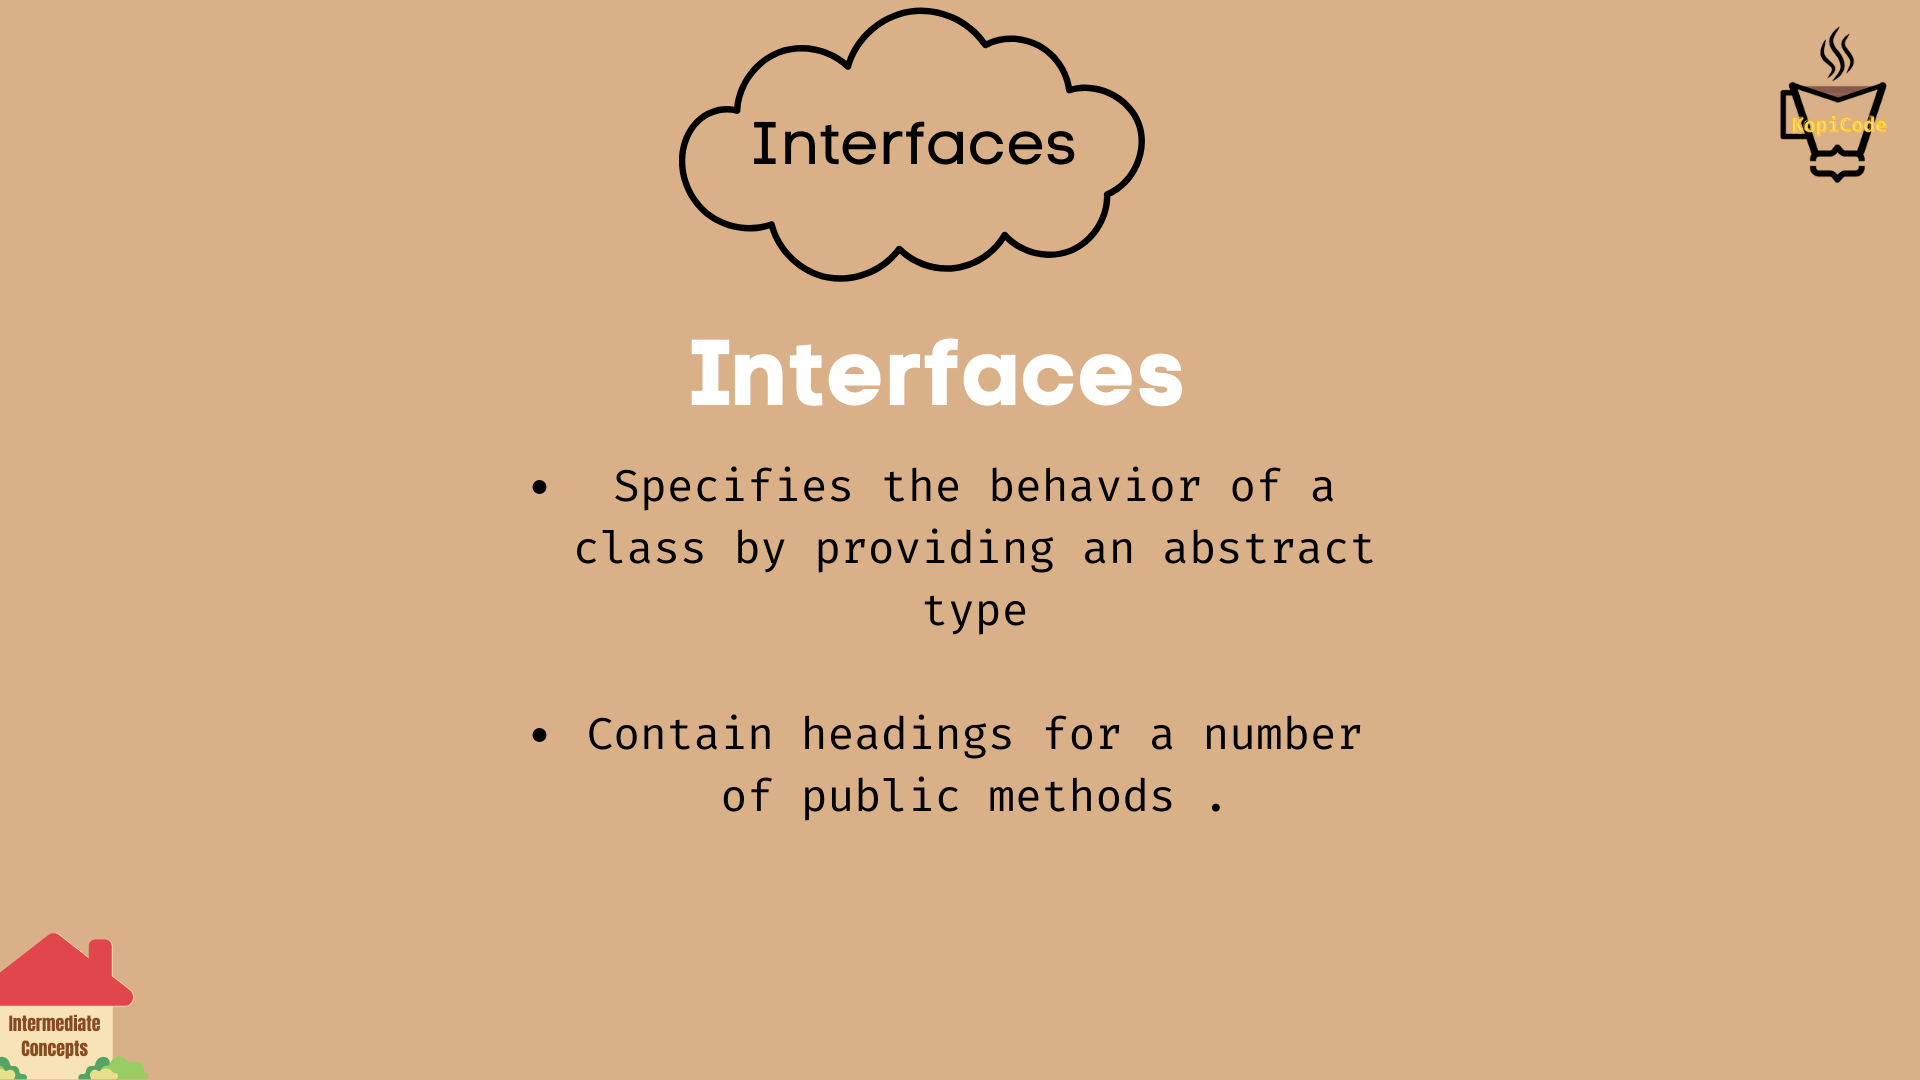 Interfaces
KopiCode
Interfaces
• Specifies the behavior of a
class by providing an abstract
type
• Contain headings for a number
of public methods .
Intermediate
Concepts